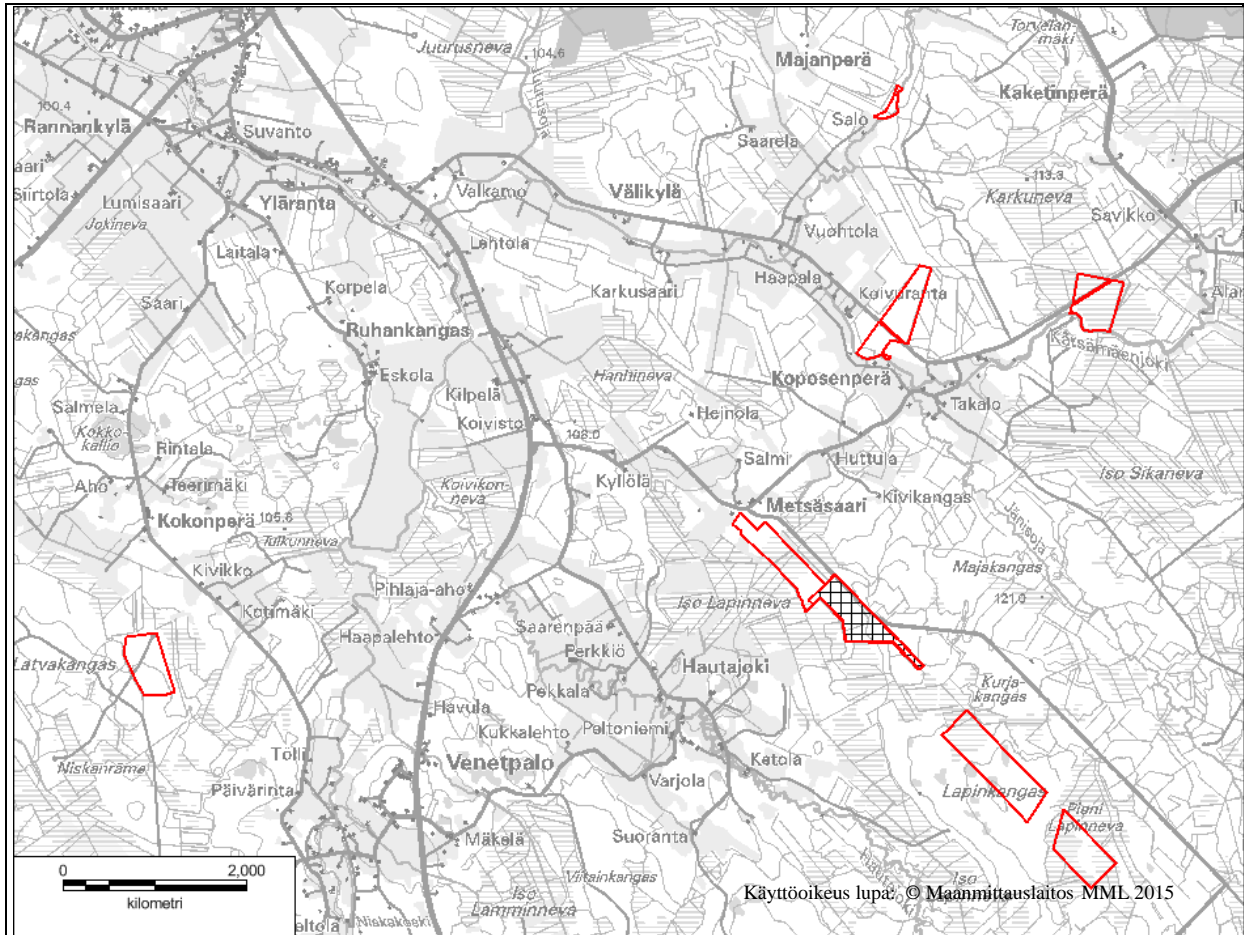 Torvelan-
mäki
Juurusneva
104.6
Majanperä
Juurusoja
Kaketinperä
100.4
Rannankylä
Suvanto
Salo
Saarela
113.3
Karkuneva
Siirtola
Lumisaari
Jokineva
Yläranta
Valkamo
Välikylä
Savikko
Vuohtola
Laitala
Lehtola
Haapala
Karkusaari
Koivuranta
Saari
Korpela
Ruhankangas
Kärsämäenjoki
Eskola
Hanhineva
Koposenperä
Kilpelä
Takalo
Salmela
Kokko-
kallio
Koivisto
Heinola
108.0
Rintala
Salmi
Huttula
Iso Sikaneva
Aho
Teerimäki
Koivikon-
neva
Kyllölä
Kivikangas
Metsäsaari
Kokonperä
105.6
Tulkunneva
Jämsoja
Majakangas
Kivikko
Pihlaja-aho
Iso Lapinneva
121.0
Kotimäki
Haapalehto
Saarenpää
Perkkiö
Latvakangas
Hautajoki
Pekkala
Kurja-
kangas
Havula
Kukkalehto
Peltoniemi
Tölli
Niskanräme
Venetpalo
Ketola
Päivärinta
Varjola
Lapinkangas
Pieni
Lapinneva
Mäkelä
Suoranta
0
2,000
kilometri
Viitainkangas
Iso
Lamminneva
Iso
Käyttöoikeus lupa: © Maanmittauslaitos MML 2015
Niskakoski